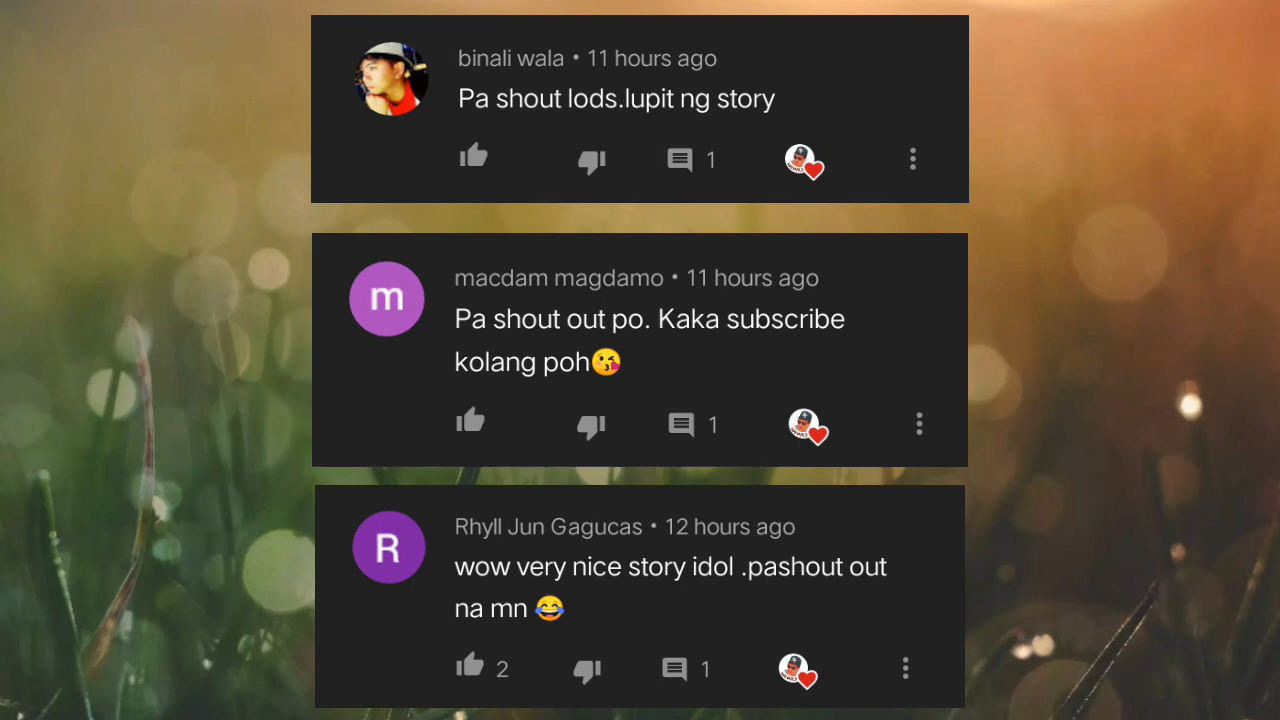 binali wala • 11 hours ago
Pa shout lods.lupit ng story
1
m
macdam magdamo • 11 hours ago
Pa shout out po. Kaka subscribe
kolang poh😘
1
R
Rhyll Jun Gagucas • 12 hours ago
wow very nice story idol .pashout out
na mn 😂
2 1